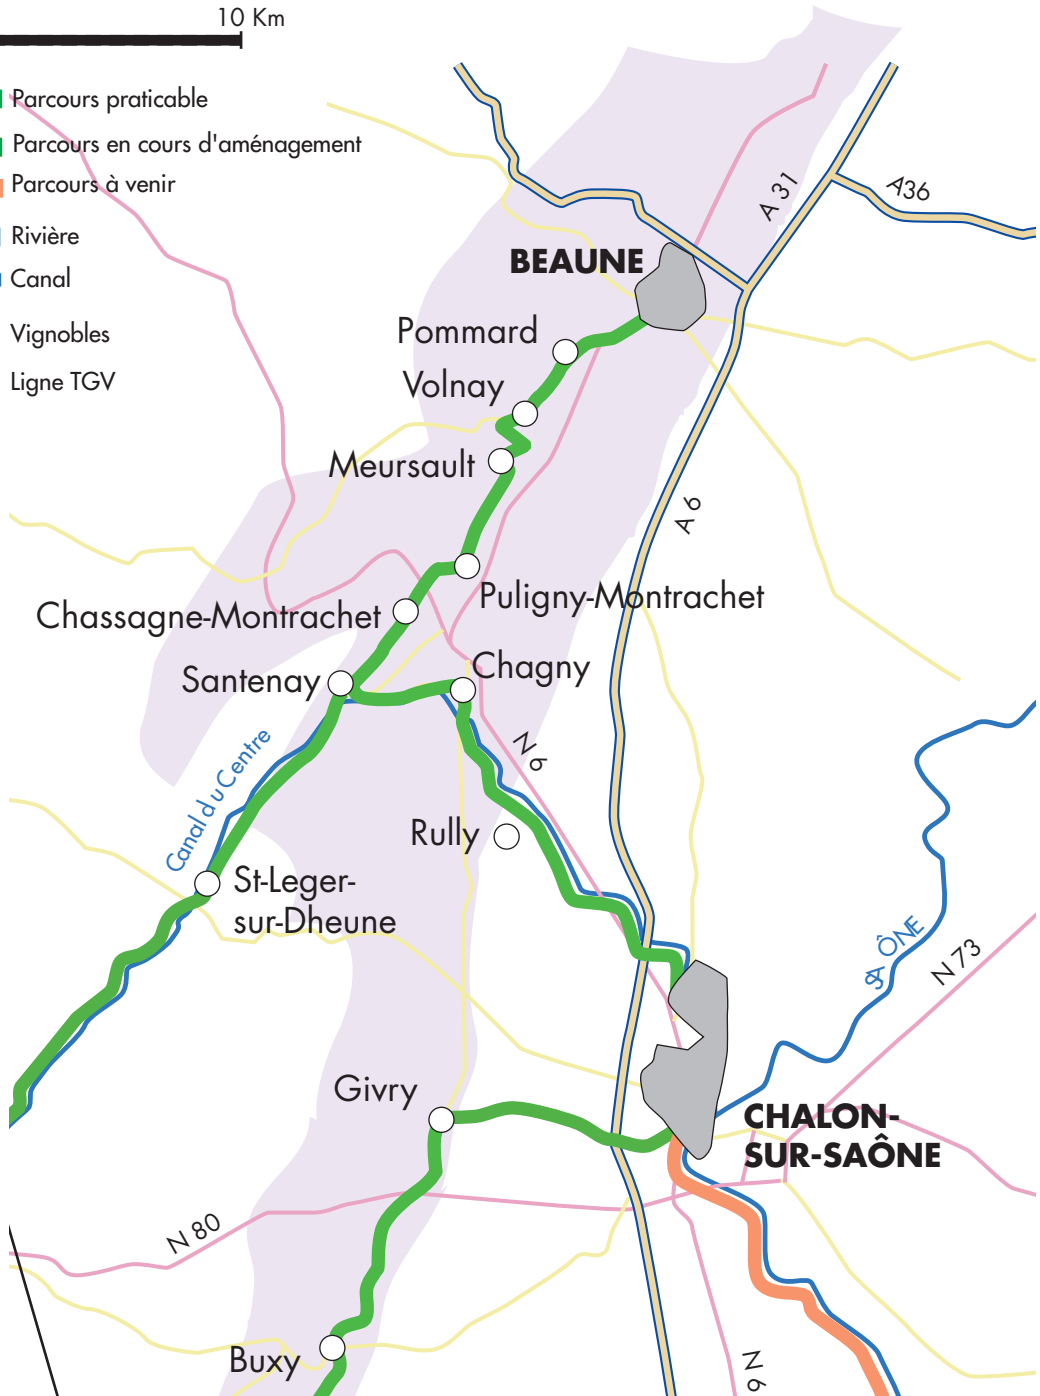 10 Km
Parcours praticable
Parcours en cours d'aménagement
Parcours à venir
Rivière
Canal
Vignobles
Ligne TGV
A 31
A36
BEAUNE
Pommard
Volnay
Meursault
A 6
Puligny-Montrachet
Chassagne-Montrachet
Chagny
Santenay
N 6
Canal du Centre
Rully
St-Leger-
sur-Dheune
SAÔNE
N 73
Givry
CHALON-
SUR-SAÔNE
N 80
Buxy
N 6